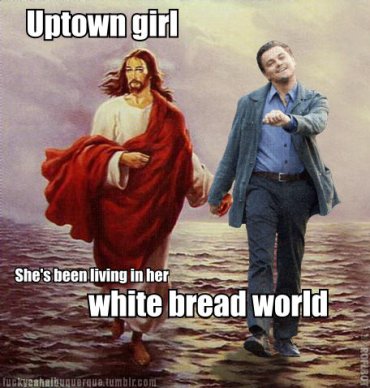 Uptown girl
She's been living in her
white bread world
fuckyeahalbuquerque.tumblr.com